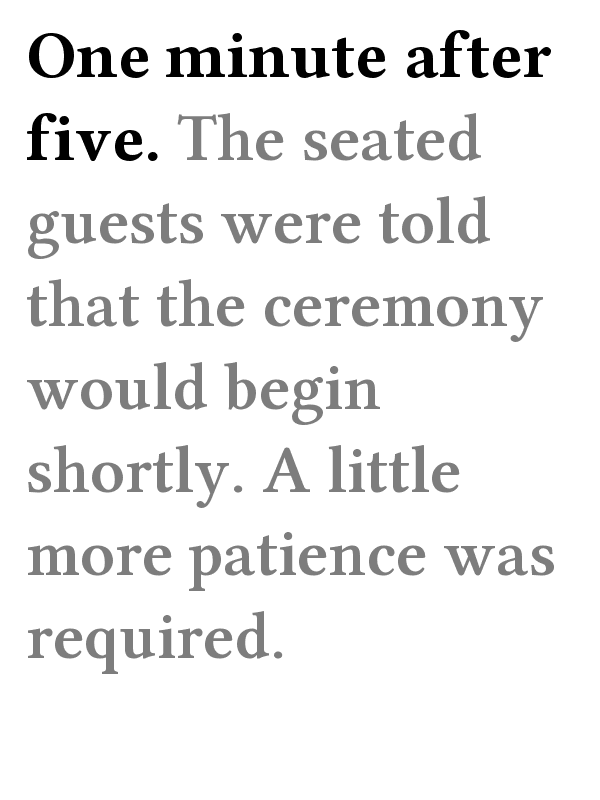 One minute after
five. The seated
guests were told
that the ceremony
would begin
shortly. A little
more patience was
required.